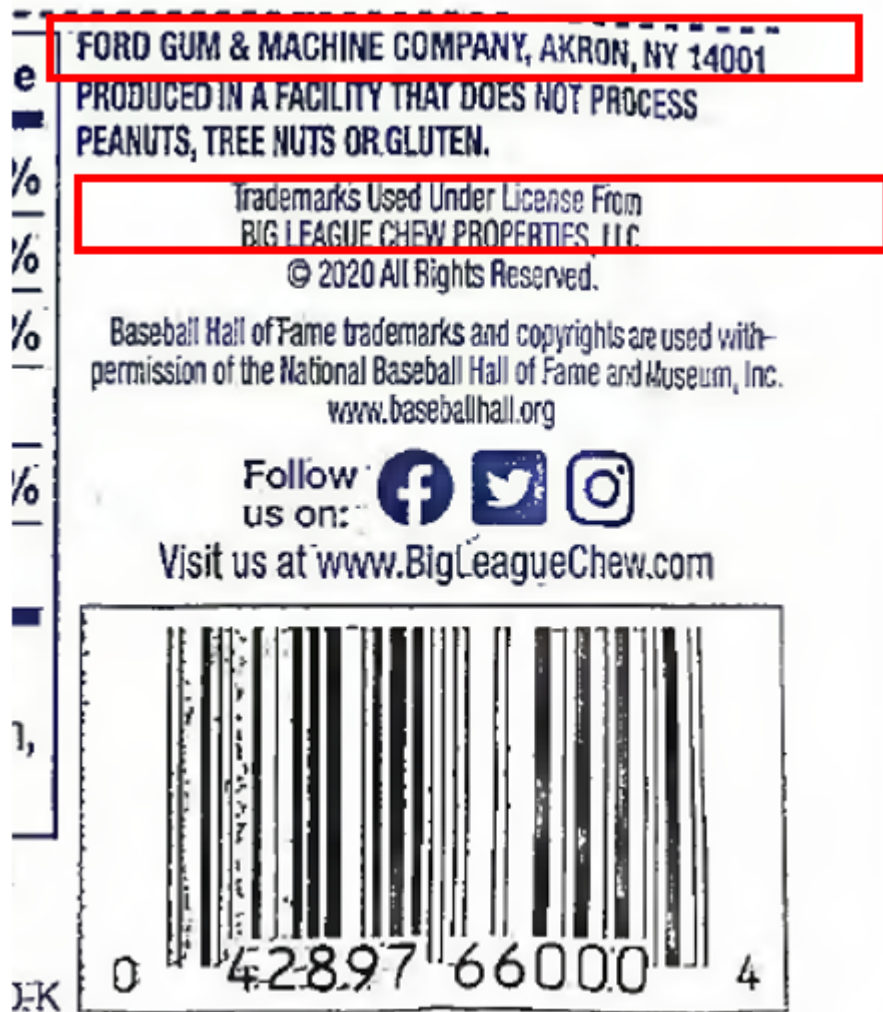 e
FORD GUM & MACHINE COMPANY, AKRON, NY 14001
PRODUCED IN A FACILITY THAT DOES NOT PROCESS
PEANUTS, TREE NUTS OR GLUTEN.
%
Trademarks Used Under License From
BIG LEAGUE CHEW PROPERTIES, LLC
%
© 2020 All Rights Reserved.
%
Baseball Hall of Fame trademarks and copyrights are used with
permission of the National Baseball Hall of Fame and Museum, Inc.
www.baseballhall.org
%
Follow
us on:
Visit us at www.BigLeagueChew.com
0 42897 66000 4